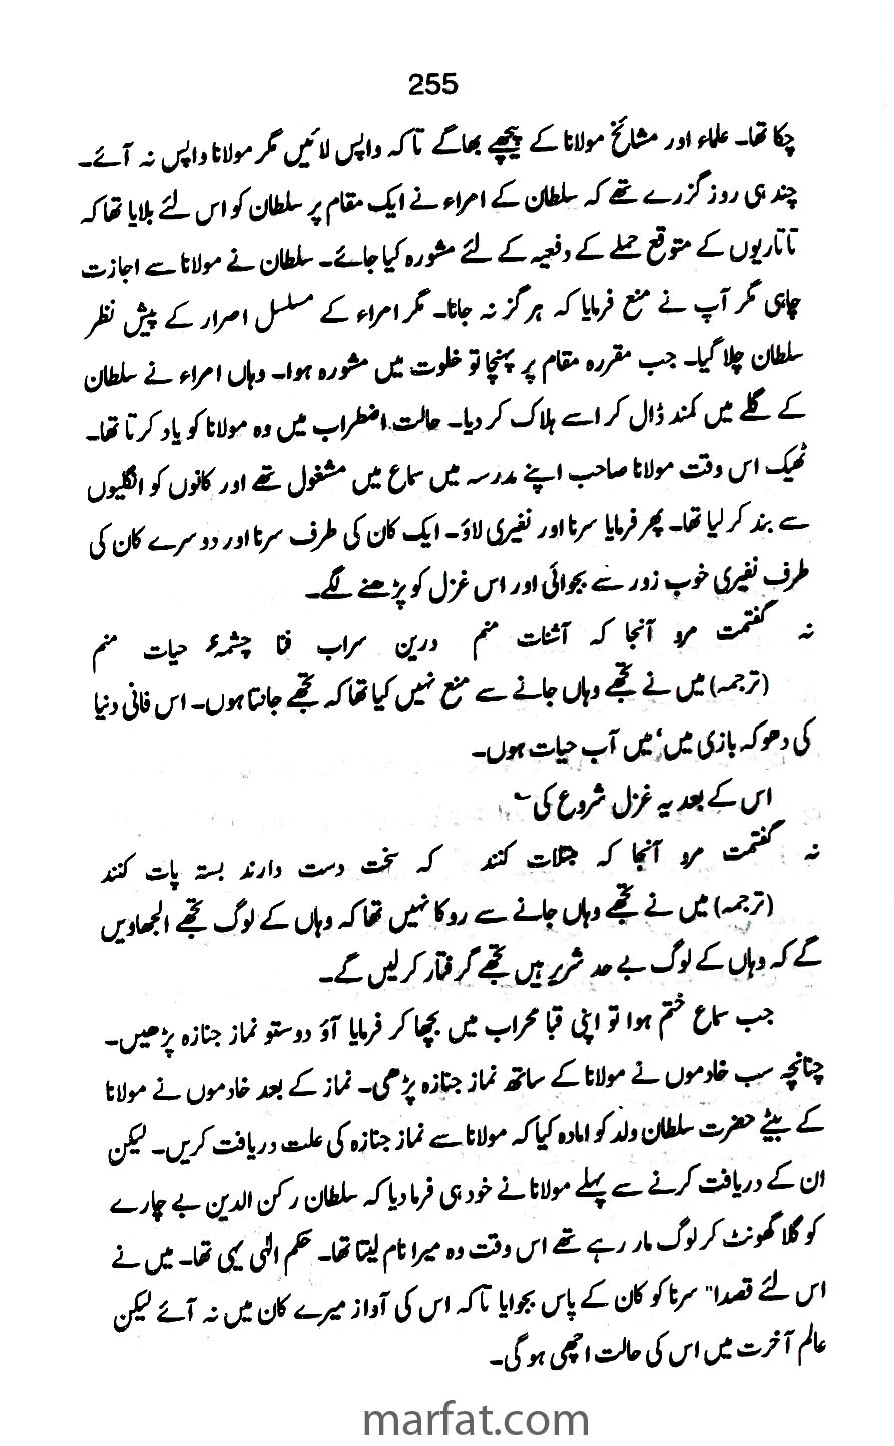 255
چکا تھا۔ علماء اور مشائخ مولانا کے پیچھے بھاگے تاکہ واپس لائیں مگر مولانا واپس نہ آئے۔
چند ہی روز گزرے تھے کہ سلطان کے امراء نے ایک مقام پر سلطان کو اس لئے بلایا تھا کہ
تاتاریوں کے متوقع حملے کے دفعیہ کے لئے مشورہ کیا جائے۔ سلطان نے مولانا سے اجازت
چاہی مگر آپ نے منع فرمایا کہ ہرگز نہ جانا۔ مگر امراء کے مسلسل اصرار کے پیش نظر
سلطان چلا گیا۔ جب مقررہ مقام پر پہنچا تو خلوت میں مشورہ ہوا۔ وہاں امراء نے سلطان
کے گلے میں کمند ڈال کر اسے ہلاک کر دیا۔ حالت اضطراب میں وہ مولانا کو یاد کرتا تھا۔
ٹھیک اس وقت مولانا صاحب اپنے مدرسہ میں سماع میں مشغول تھے اور کانوں کو انگلیوں
سے بند کر لیا تھا۔ پھر فرمایا سرنا اور نفیری لاؤ۔ ایک کان کی طرف سرنا اور دوسرے کان کی
طرف نفیری خوب زور سے بجوائی اور اس غزل کو پڑھنے لگے۔
نہ گفتمت مرو آنجا کہ آشنات منم درین سراب فنا چشمہء حیات منم
(ترجمہ) میں نے تجھے وہاں جانے سے منع نہیں کیا تھا کہ تجھے جانتا ہوں۔ اس فانی دنیا
کی دھوکہ بازی میں‘ میں آب حیات ہوں۔
اس کے بعد یہ غزل شروع کی ؎
نہ گفتمت مرو آنجا کہ مبتلات کنند کہ سخت دست دارند بستہ پات کنند
(ترجمہ) میں نے تجھے وہاں جانے سے روکا نہیں تھا کہ وہاں کے لوگ تجھے الجھاویں
گے کہ وہاں کے لوگ بے حد شریر ہیں تجھے گرفتار کر لیں گے۔
جب سماع ختم ہوا تو اپنی قبا محراب میں بچھا کر فرمایا آؤ دوستو نماز جنازہ پڑھیں۔
چنانچہ سب خادموں نے مولانا کے ساتھ نماز جنازہ پڑھی۔ نماز کے بعد خادموں نے مولانا
کے بیٹے حضرت سلطان ولد کو امادہ کیا کہ مولانا سے نماز جنازہ کی علت دریافت کریں۔ لیکن
ان کے دریافت کرنے سے پہلے مولانا نے خود ہی فرما دیا کہ سلطان رکن الدین بے چارے
کو گلا گھونٹ کر لوگ مار رہے تھے اس وقت وہ میرا نام لیتا تھا۔ حکم الٰہی یہی تھا۔ میں نے
اس لئے قصدا" سرنا کو کان کے پاس بجوایا تاکہ اس کی آواز میرے کان میں نہ آئے لیکن
عالم آخرت میں اس کی حالت اچھی ہو گی۔
marfat.com